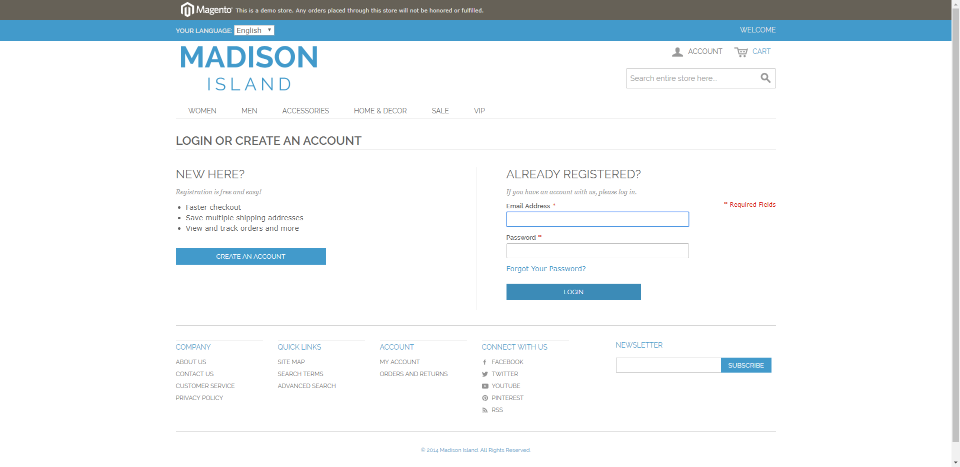 Magento™ This is a demo store. Any orders placed through this store will not be honored or fulfilled.
YOUR LANGUAGE: English WELCOME
MADISON
ISLAND
ACCOUNT CART
Search entire store here...
WOMEN MEN ACCESSORIES HOME & DECOR SALE VIP
LOGIN OR CREATE AN ACCOUNT
NEW HERE?
Registration is free and easy!
Faster checkout
Save multiple shipping addresses
View and track orders and more
CREATE AN ACCOUNT
ALREADY REGISTERED?
If you have an account with us, please log in.
* Required Fields
Email Address *
Password *
Forgot Your Password?
LOGIN
COMPANY
ABOUT US
CONTACT US
CUSTOMER SERVICE
PRIVACY POLICY
QUICK LINKS
SITE MAP
SEARCH TERMS
ADVANCED SEARCH
ACCOUNT
MY ACCOUNT
ORDERS AND RETURNS
CONNECT WITH US
FACEBOOK
TWITTER
YOUTUBE
PINTEREST
RSS
NEWSLETTER
SUBSCRIBE
© 2014 Madison Island. All Rights Reserved.